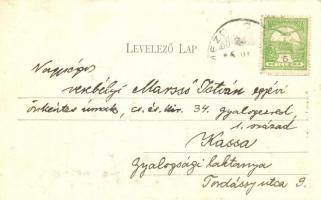 LEVELEZŐ LAP
Nagyságos
verebélyi Marssó István egyévi
önkéntes úrnak, cs. és. kir. 34. gyalogezred
1. század
Kassa
Gyalogsági laktanya
Tordássy utca 9.